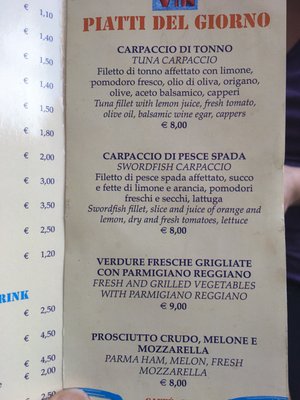 PIATTI DEL GIORNO
CARPACCIO DI TONNO
TUNA CARPACCIO
Filetto di tonno affettato con limone,
pomodoro fresco, olio di oliva, origano,
olive, aceto balsamico, capperi
Tuna fillet with lemon juice, fresh tomato,
olive oil, balsamic wine egar, cappers
€ 8,00
CARPACCIO DI PESCE SPADA
SWORDFISH CARPACCIO
Filetto di pesce spada affettato, succo
e fette di limone e arancia, pomodori
freschi e secchi, lattuga
Swordfish fillet, slice and juice of orange and
lemon, dry and fresh tomatoes, lettuce
€ 8,00
VERDURE FRESCHE GRIGLIATE
CON PARMIGIANO REGGIANO
FRESH AND GRILLED VEGETABLES
WITH PARMIGIANO REGGIANO
€ 9,00
PROSCIUTTO CRUDO, MELONE E
MOZZARELLA
PARMA HAM, MELON, FRESH
MOZZARELLA
€ 8,00
€ 1,10
€ 1,40
€ 1,50
€ 1,40
€ 1,50
€ 1,80
€ 2,00
€ 3,00
€ 3,50
€ 2,50
€ 1,20
RINK
€ 2,50
€ 4,50
€ 4,50
€ 2,00
€ 2,50